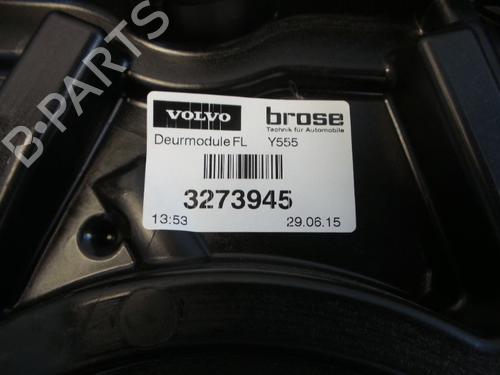 B-PARTS
VOLVO brose
Technik für Automobile
Deurmodule FL Y555
3273945
13:53 29.06.15